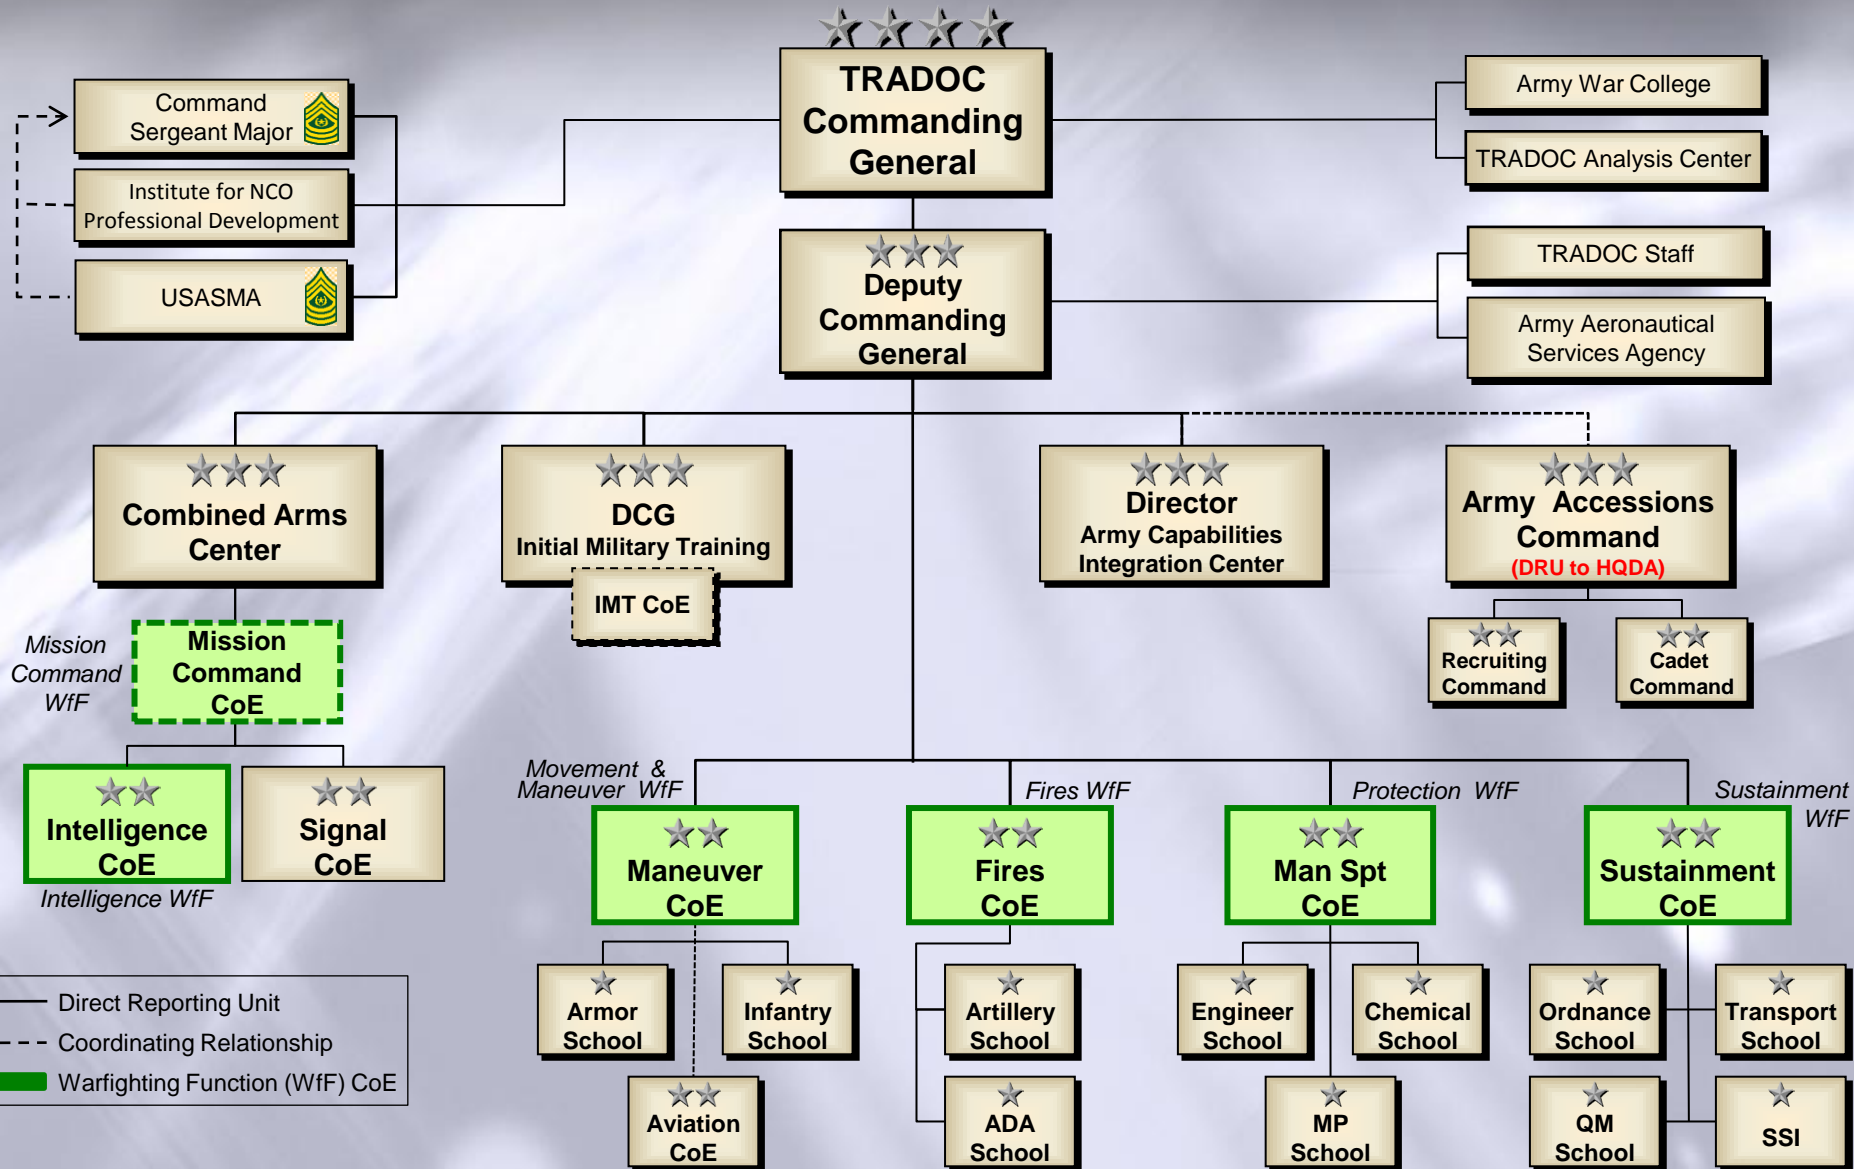 TRADOC
Commanding
General
Command
Sergeant Major
Institute for NCO
Professional Development
USASMA
Army War College
TRADOC Analysis Center
Deputy
Commanding
General
TRADOC Staff
Army Aeronautical
Services Agency
Combined Arms
Center
DCG
Initial Military Training
IMT CoE
Director
Army Capabilities
Integration Center
Army Accessions
Command
(DRU to HQDA)
Recruiting
Command
Cadet
Command
Mission
Command
WfF
Mission
Command
CoE
Intelligence
CoE
Intelligence WfF
Signal
CoE
Movement &
Maneuver WfF
Maneuver
CoE
Fires WfF
Fires
CoE
Protection WfF
Man Spt
CoE
Sustainment
WfF
Sustainment
CoE
Armor
School
Infantry
School
Aviation
CoE
Artillery
School
ADA
School
Engineer
School
Chemical
School
MP
School
Ordnance
School
Transport
School
QM
School
SSI
Direct Reporting Unit
Coordinating Relationship
Warfighting Function (WfF) CoE